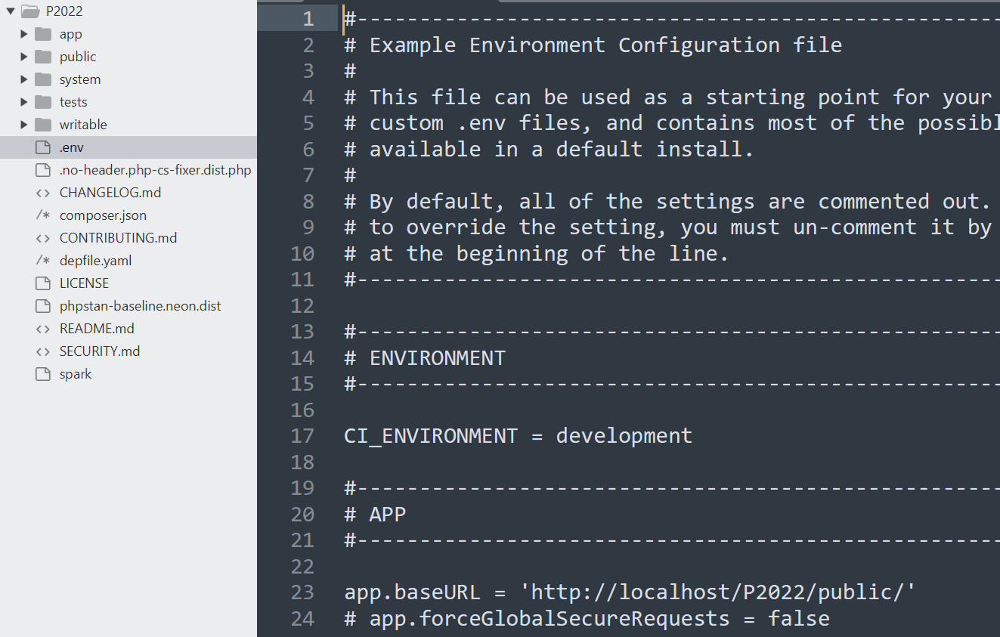 P2022
app
public
system
tests
writable
.env
.no-header.php-cs-fixer.dist.php
CHANGELOG.md
composer.json
CONTRIBUTING.md
depfile.yaml
LICENSE
phpstan-baseline.neon.dist
README.md
SECURITY.md
spark
1 #----------------------------------------------------
2 # Example Environment Configuration file
3 #
4 # This file can be used as a starting point for your
5 # custom .env files, and contains most of the possibl
6 # available in a default install.
7 #
8 # By default, all of the settings are commented out.
9 # to override the setting, you must un-comment it by
10 # at the beginning of the line.
11 #----------------------------------------------------
12
13 #----------------------------------------------------
14 # ENVIRONMENT
15 #----------------------------------------------------
16
17 CI_ENVIRONMENT = development
18
19 #----------------------------------------------------
20 # APP
21 #----------------------------------------------------
22
23 app.baseURL = 'http://localhost/P2022/public/'
24 # app.forceGlobalSecureRequests = false